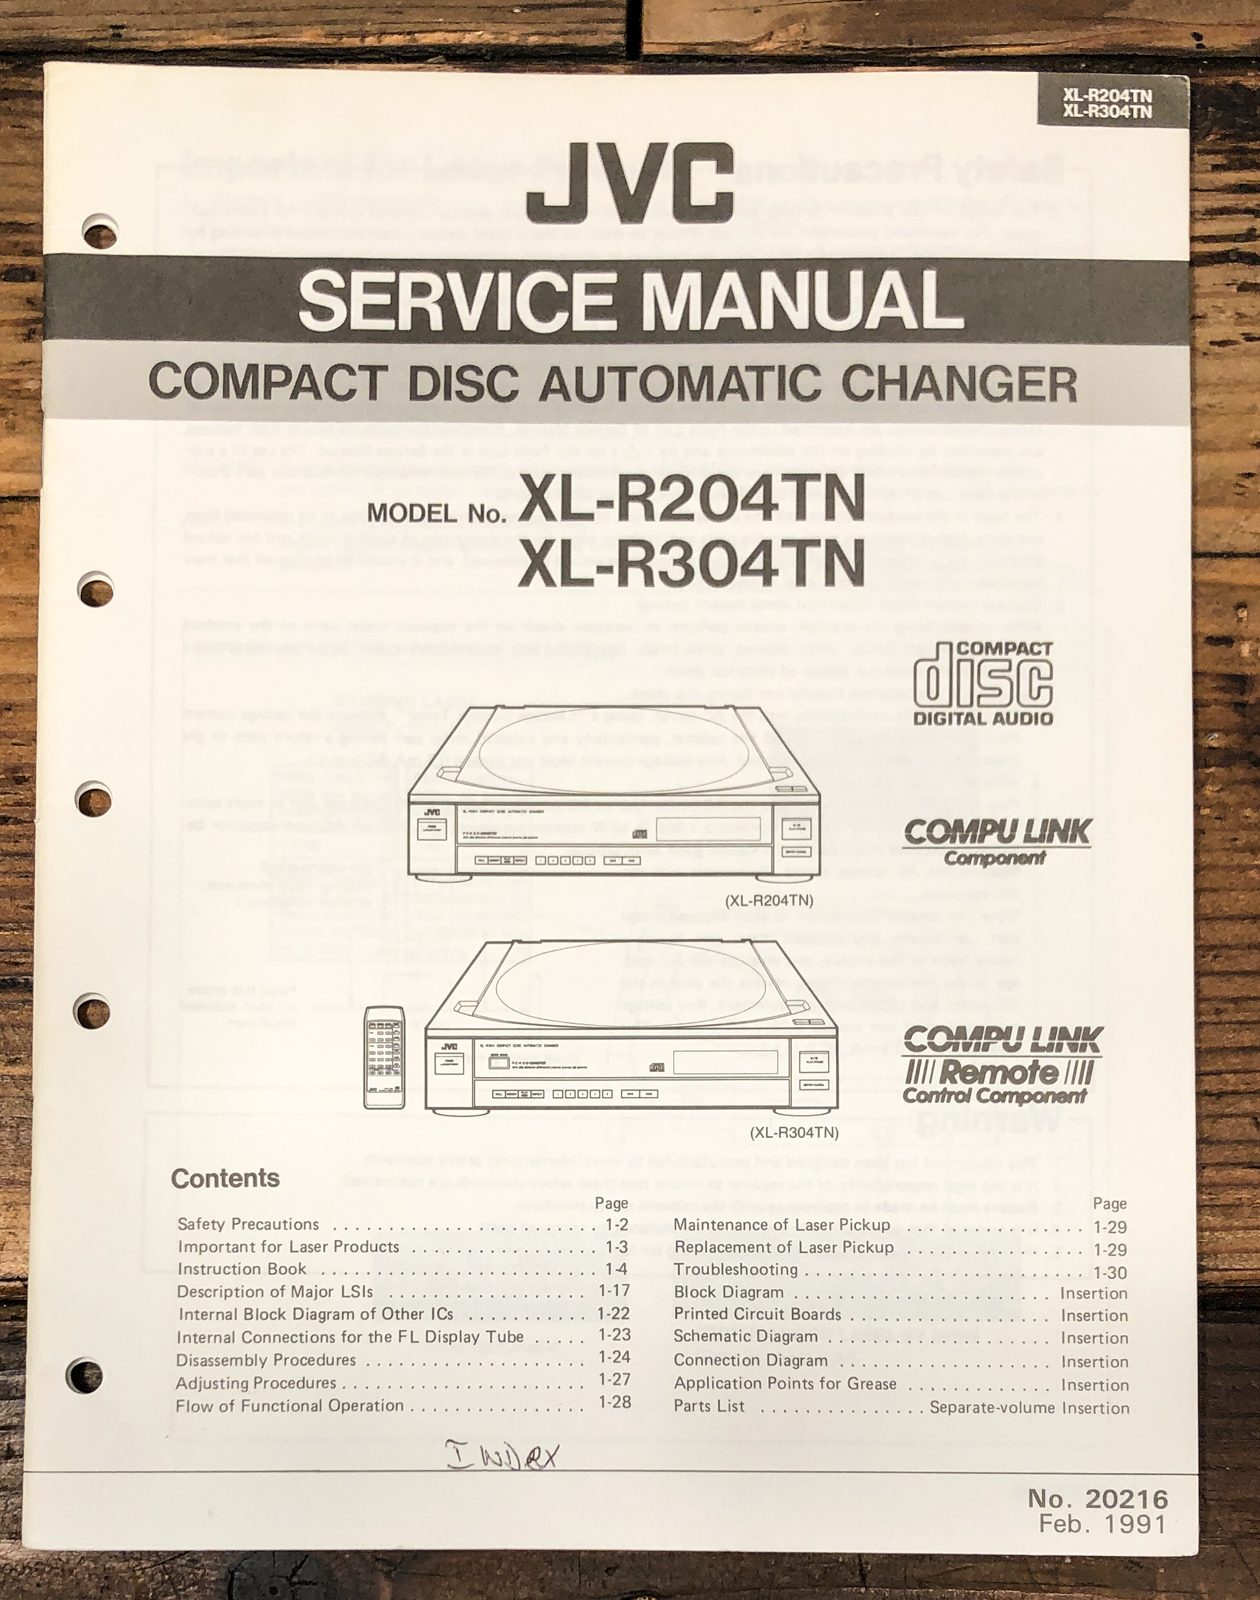 XL-R204TN
XL-R304TN
JVC
SERVICE MANUAL
COMPACT DISC AUTOMATIC CHANGER
MODEL No. XL-R204TN
XL-R304TN
COMPACT
disc
DIGITAL AUDIO
JVC
COMPU LINK
Component
(XL-R204TN)
JVC
COMPU LINK
Remote
Control Component
(XL-R304TN)
Contents
Page
Safety Precautions . . . . . . . . . . . . . . . . . . . . . . . . . 1-2
Important for Laser Products . . . . . . . . . . . . . . . . . . 1-3
Instruction Book . . . . . . . . . . . . . . . . . . . . . . . . . . 1-4
Description of Major LSIs . . . . . . . . . . . . . . . . . . . 1-17
Internal Block Diagram of Other ICs . . . . . . . . . . . 1-22
Internal Connections for the FL Display Tube . . . . . 1-23
Disassembly Procedures . . . . . . . . . . . . . . . . . . . . . 1-24
Adjusting Procedures . . . . . . . . . . . . . . . . . . . . . . . 1-27
Flow of Functional Operation . . . . . . . . . . . . . . . . 1-28
Page
Maintenance of Laser Pickup . . . . . . . . . . . . . . . . . . 1-29
Replacement of Laser Pickup . . . . . . . . . . . . . . . . . 1-29
Troubleshooting . . . . . . . . . . . . . . . . . . . . . . . . . . . 1-30
Block Diagram . . . . . . . . . . . . . . . . . . . . . . . . Insertion
Printed Circuit Boards . . . . . . . . . . . . . . . . . . . Insertion
Schematic Diagram . . . . . . . . . . . . . . . . . . . . . Insertion
Connection Diagram . . . . . . . . . . . . . . . . . . . . Insertion
Application Points for Grease . . . . . . . . . . . . . Insertion
Parts List . . . . . . . . . . . . . . . Separate-volume Insertion
Index
No. 20216
Feb. 1991